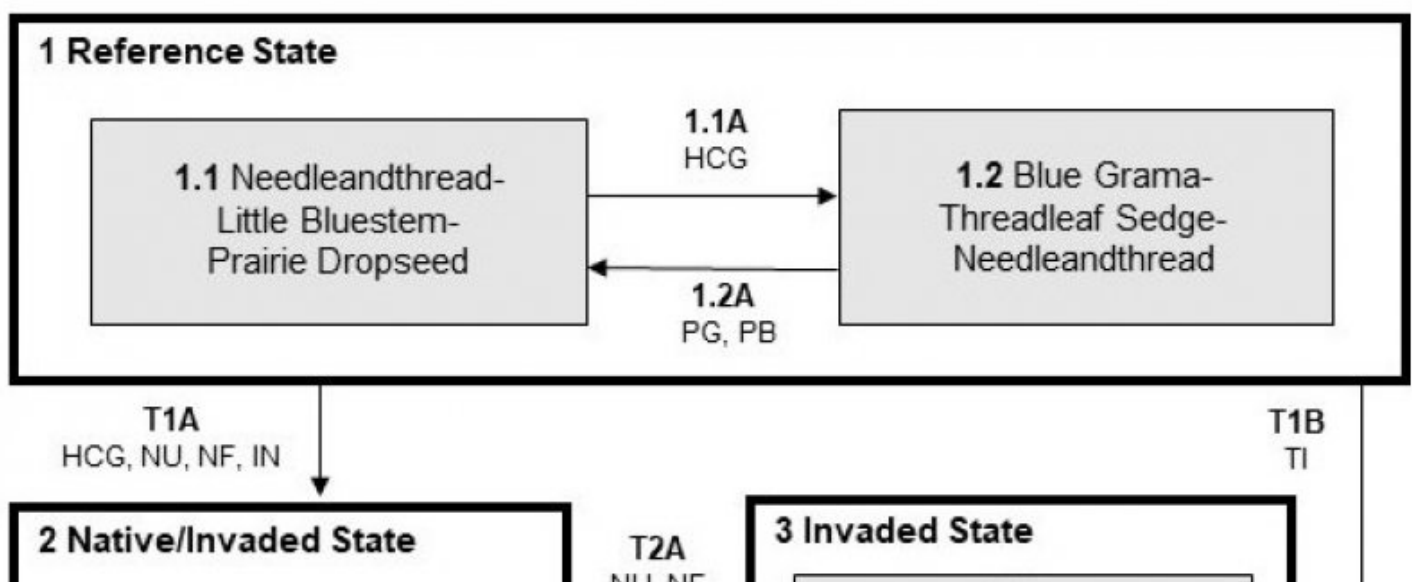 1 Reference State
1.1A
HCG
1.1 Needleandthread-
Little Bluestem-
Prairie Dropseed
1.2 Blue Grama-
Threadleaf Sedge-
Needleandthread
1.2A
PG, PB
T1A
HCG, NU, NF, IN
T1B
TI
2 Native/Invaded State
T2A
NU, NF
3 Invaded State